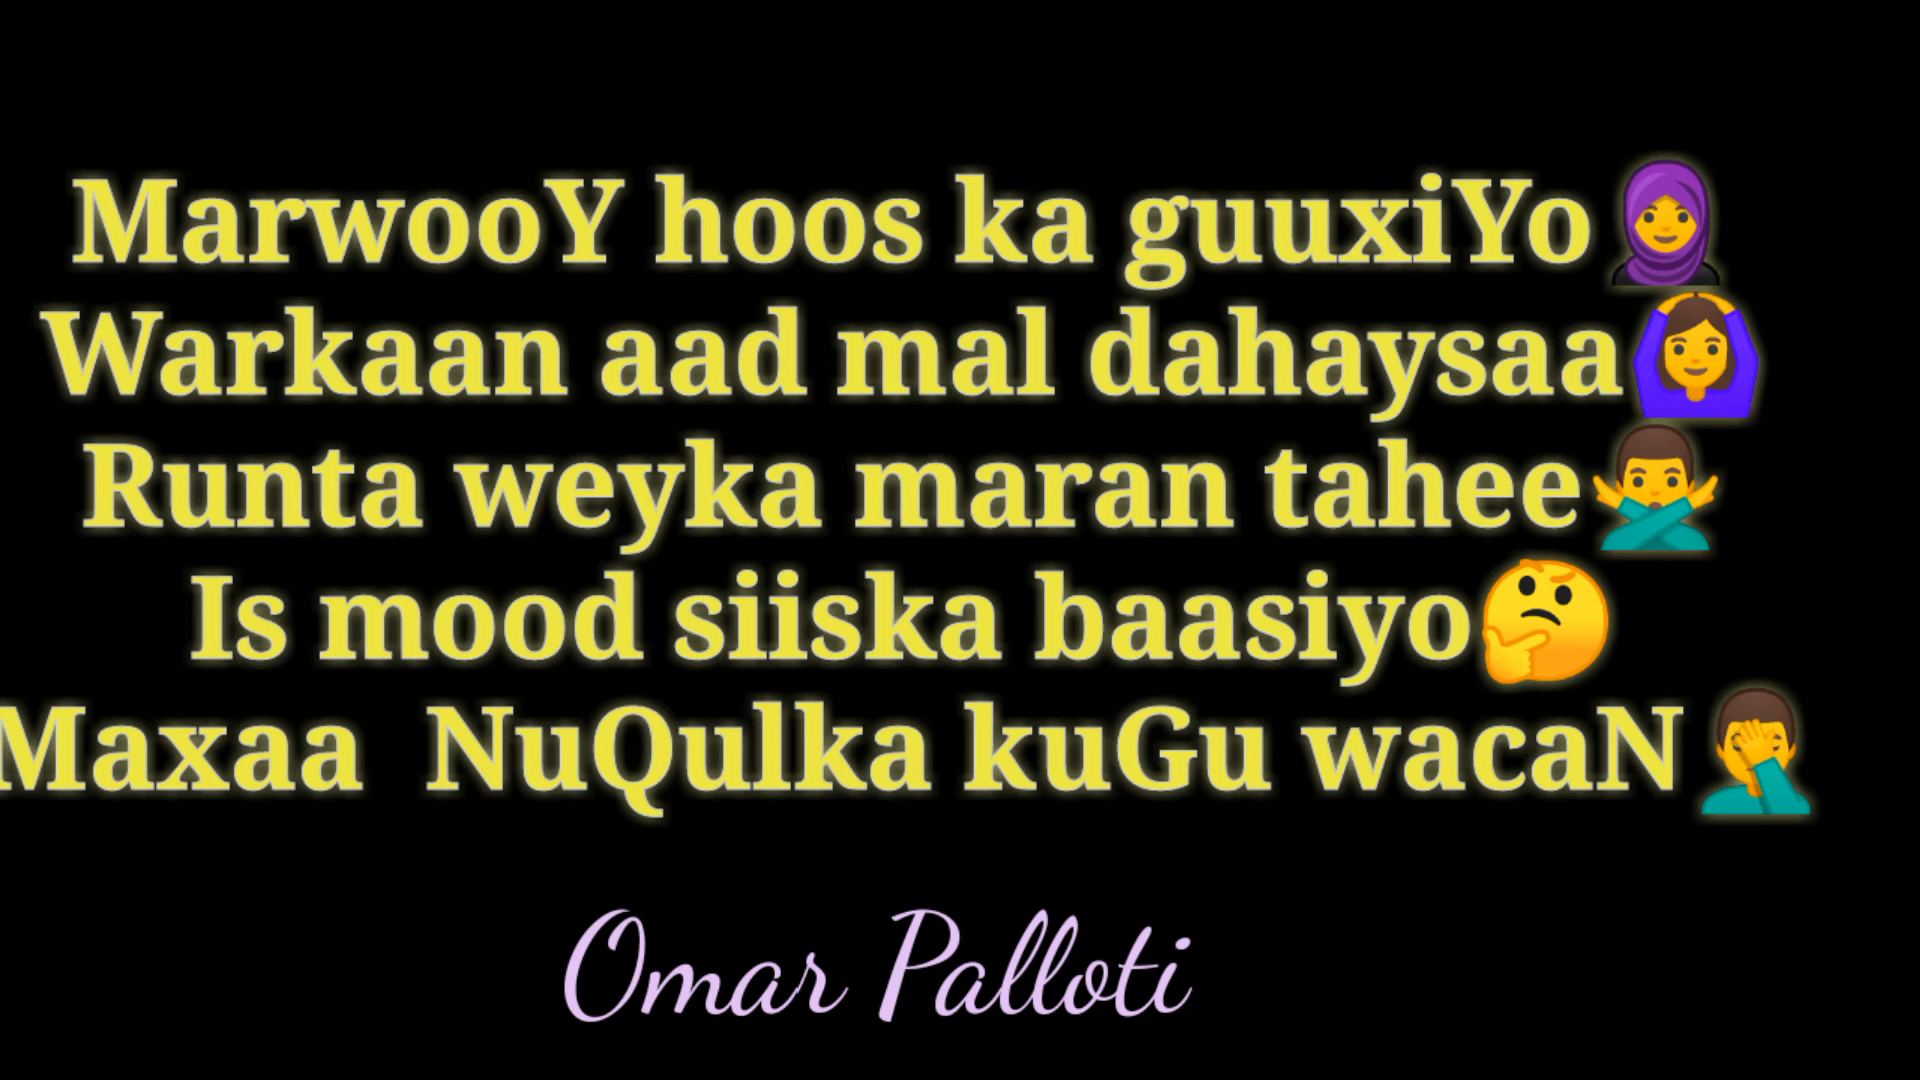 MarwooY hoos ka guuxiYo🧕
Warkaan aad mal dahaysaa🙆‍♀️
Runta weyka maran tahee🙅‍♂️
Is mood siiska baasiyo🤔
Maxaa  NuQulka kuGu wacaN🤦‍♂️
Omar Palloti